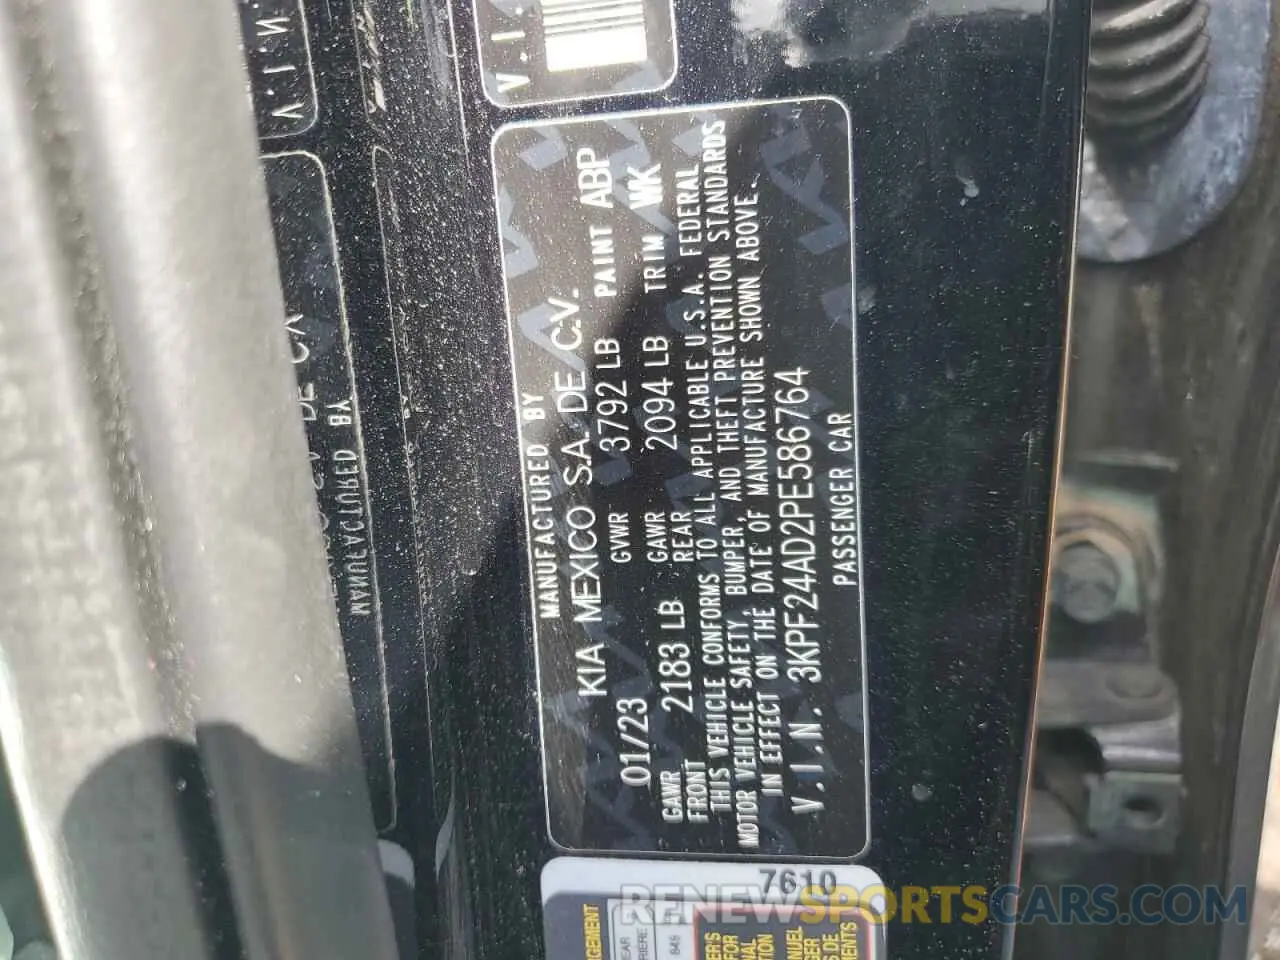 V.I.
MANUFACTURED BY
KIA MEXICO S.A. DE C.V.
01/23 GVWR 3792 LB PAINT ABP
GAWR FRONT 2183 LB GAWR REAR 2094 LB TRIM WK
THIS VEHICLE CONFORMS TO ALL APPLICABLE U.S.A. FEDERAL
MOTOR VEHICLE SAFETY, BUMPER, AND THEFT PREVENTION STANDARDS
IN EFFECT ON THE DATE OF MANUFACTURE SHOWN ABOVE.
V.I.N. 3KPF24AD2PE586764
PASSENGER CAR
7610
RENEWSPORTSCARS.COM